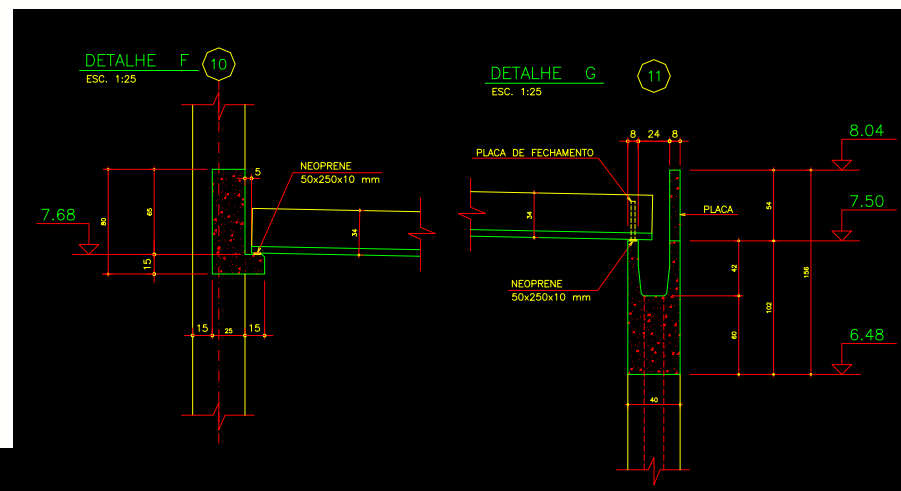 DETALHE F 10
ESC. 1:25
DETALHE G 11
ESC. 1:25
5
NEOPRENE
50x250x10 mm
7.68
80
65
15
34
15 25 15
8 24 8
PLACA DE FECHAMENTO
8.04
7.50
PLACA
34
54
42
156
102
60
NEOPRENE
50x250x10 mm
6.48
40